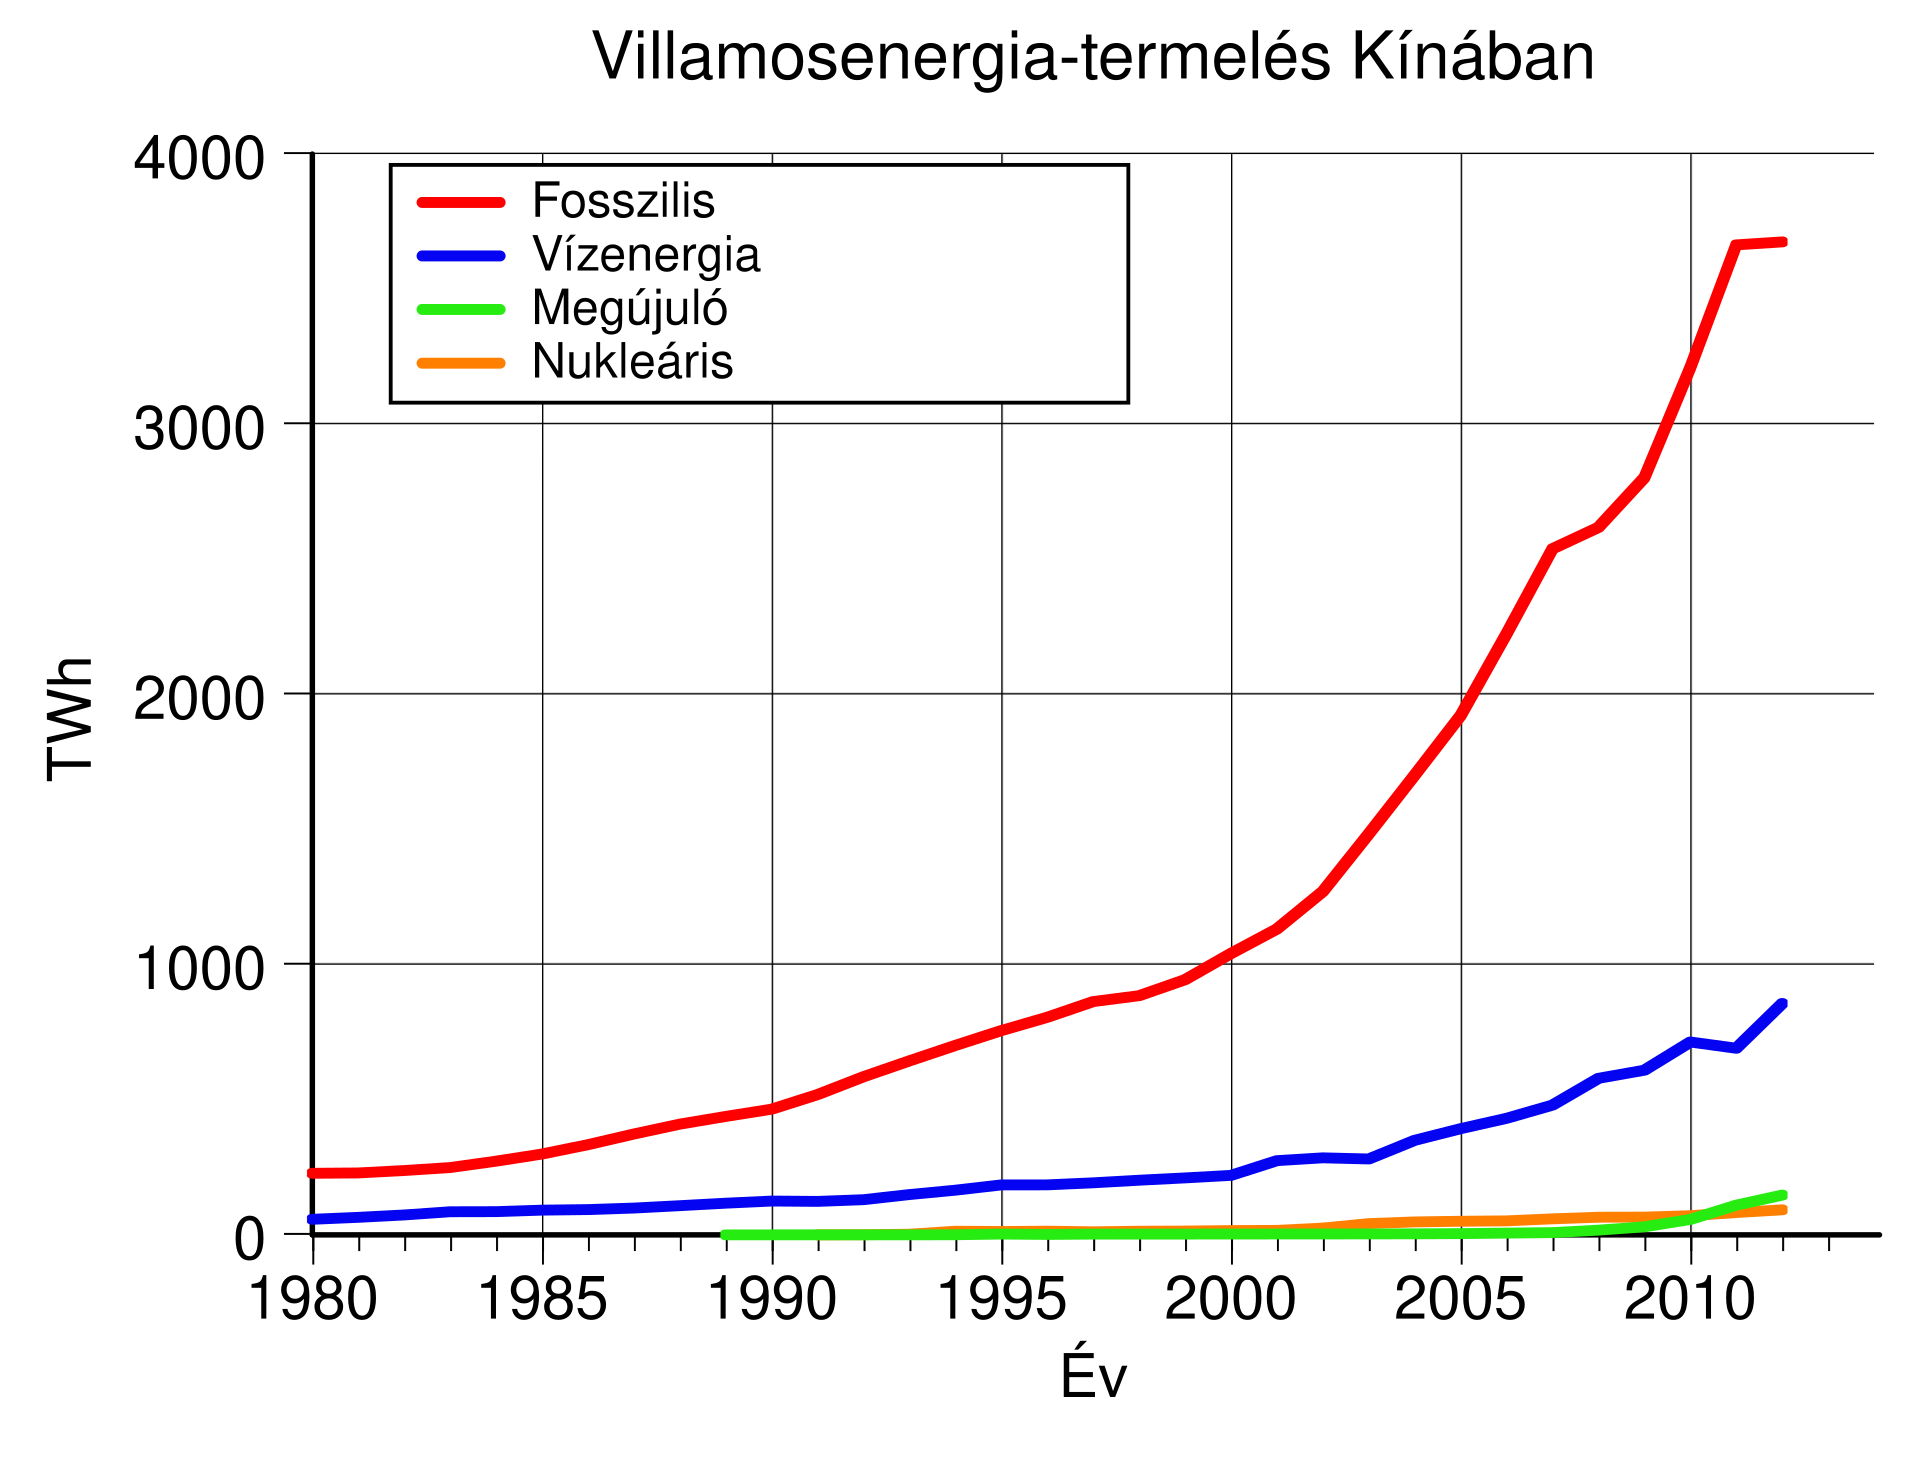 Villamosenergia-termelés Kínában
4000
Fosszilis
Vízenergia
Megújuló
Nukleáris
3000
2000
TWh
1000
0
1980 1985 1990 1995 2000 2005 2010
Év